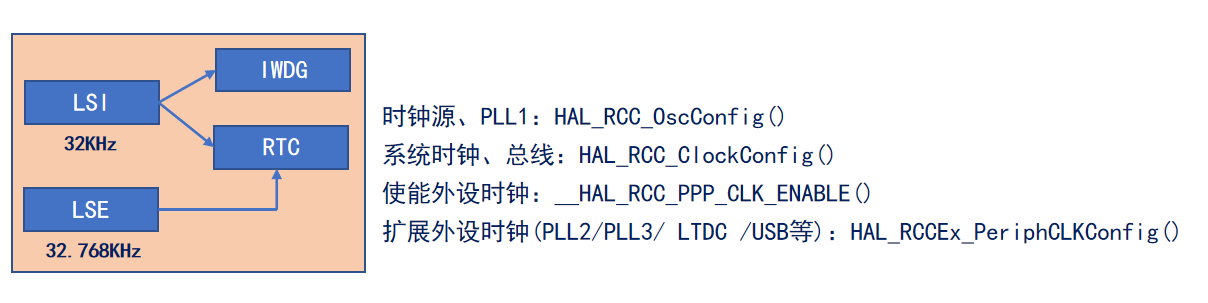 IWDG
LSI
32KHz
RTC
LSE
32.768KHz
时钟源、PLL1：HAL_RCC_OscConfig()
系统时钟、总线：HAL_RCC_ClockConfig()
使能外设时钟：__HAL_RCC_PPP_CLK_ENABLE()
扩展外设时钟(PLL2/PLL3/ LTDC /USB等)：HAL_RCCEx_PeriphCLKConfig()